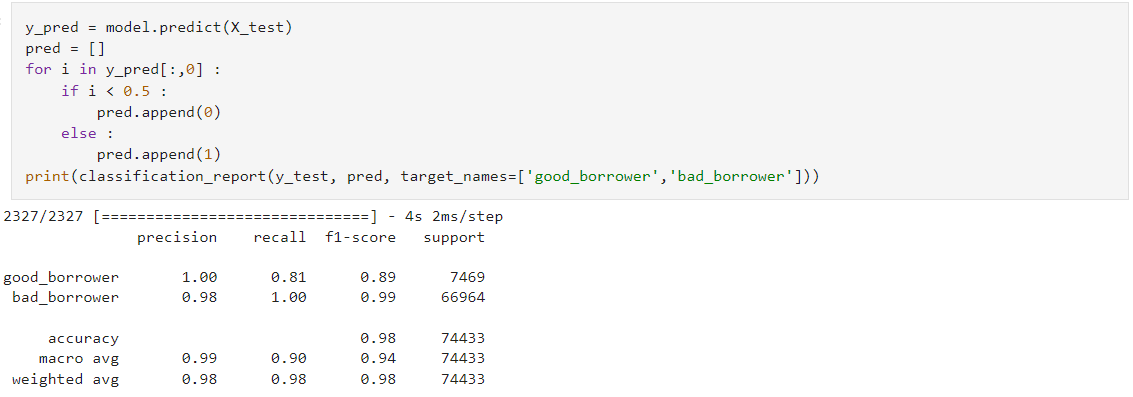 y_pred = model.predict(X_test)
pred = []
for i in y_pred[:,0] :
    if i < 0.5 :
        pred.append(0)
    else :
        pred.append(1)
print(classification_report(y_test, pred, target_names=['good_borrower','bad_borrower']))
2327/2327 [==============================] - 4s 2ms/step
               precision    recall  f1-score   support
good_borrower       1.00      0.81      0.89      7469
 bad_borrower       0.98      1.00      0.99     66964
     accuracy                           0.98     74433
    macro avg       0.99      0.90      0.94     74433
 weighted avg       0.98      0.98      0.98     74433